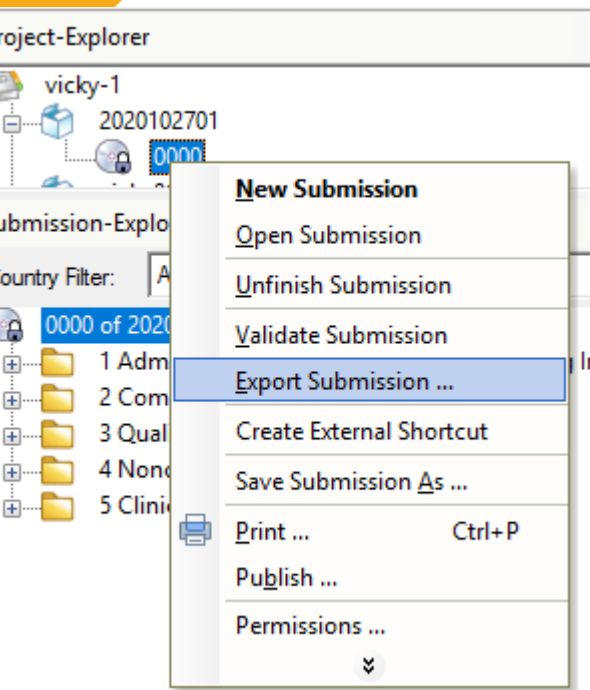 roject-Explorer
vicky-1
2020102701
0000
New Submission
ubmission-Explo
Open Submission
ountry Filter: A
Unfinish Submission
0000 of 202
Validate Submission
1 Adm
Export Submission ...
2 Com
3 Qual
Create External Shortcut
4 Nonc
Save Submission As ...
5 Clini
Print ... Ctrl+P
Publish ...
Permissions ...